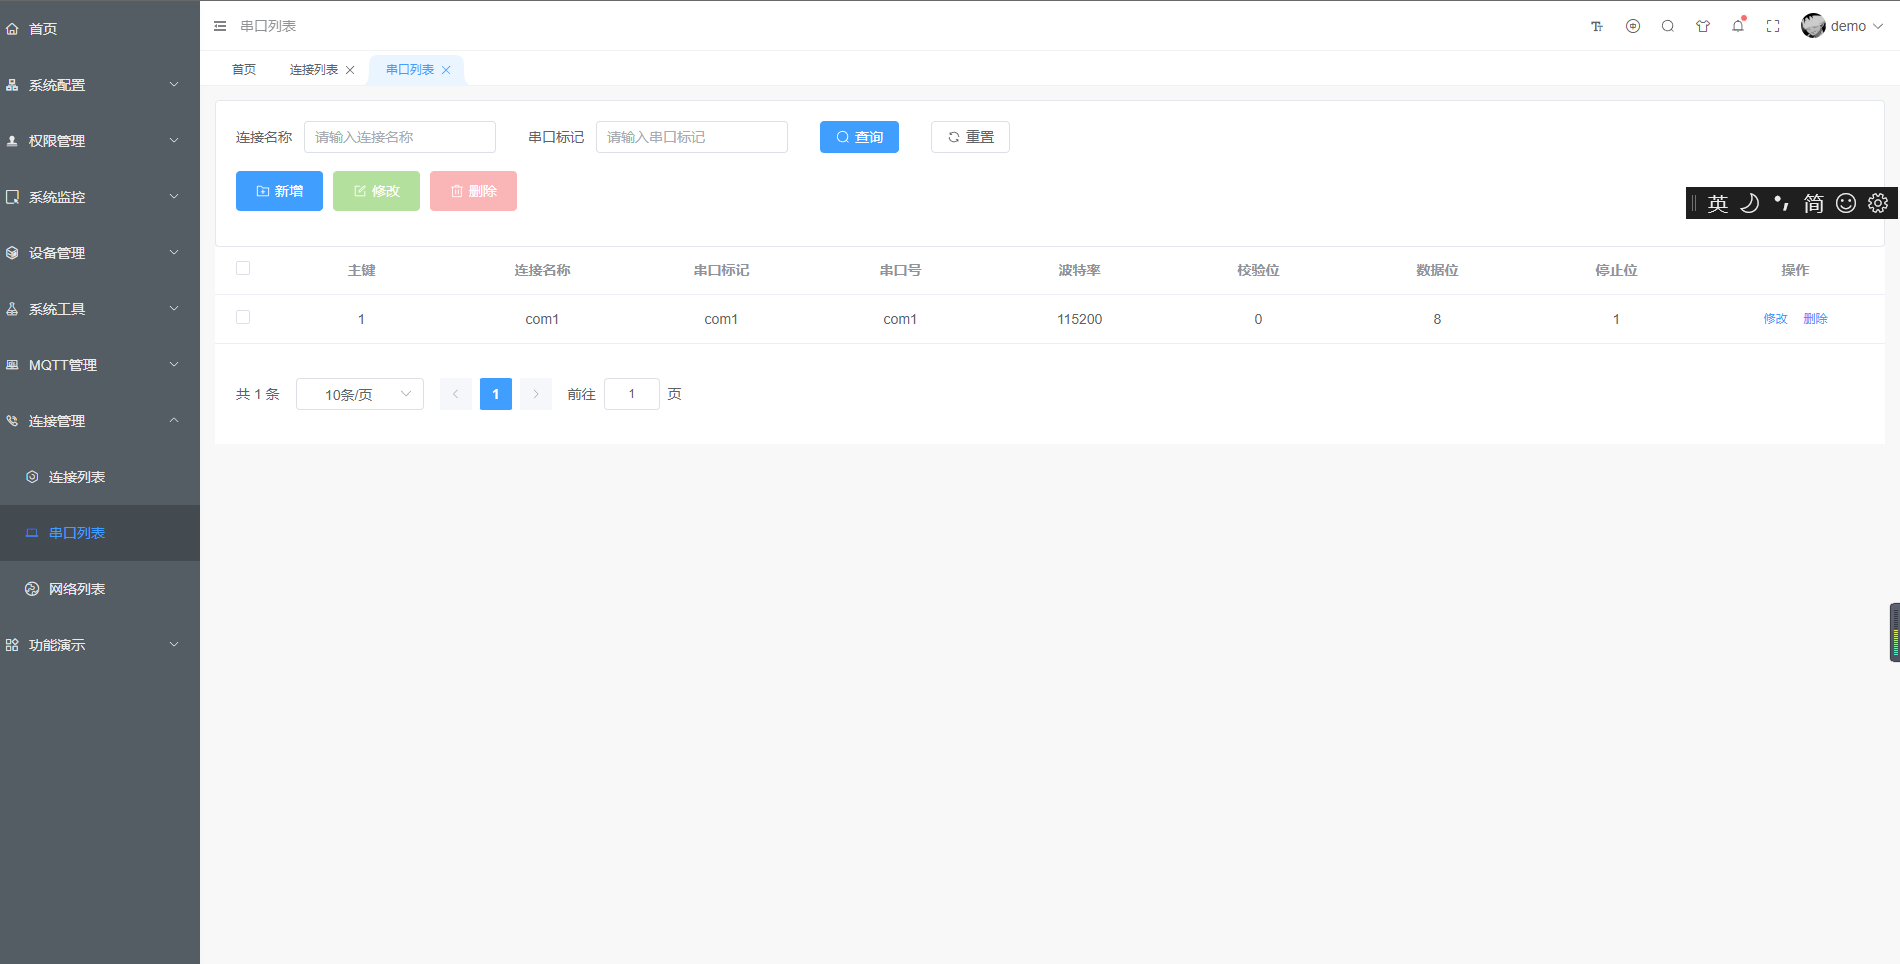 首页
系统配置
权限管理
系统监控
设备管理
系统工具
MQTT管理
连接管理
连接列表
串口列表
网络列表
功能演示
串口列表
demo
首页 连接列表 串口列表
连接名称 请输入连接名称 串口标记 请输入串口标记 查询 重置
新增 修改 删除
英 简
主键 连接名称 串口标记 串口号 波特率 校验位 数据位 停止位 操作
1 com1 com1 com1 115200 0 8 1 修改 删除
共 1 条 10条/页 1 前往 1 页